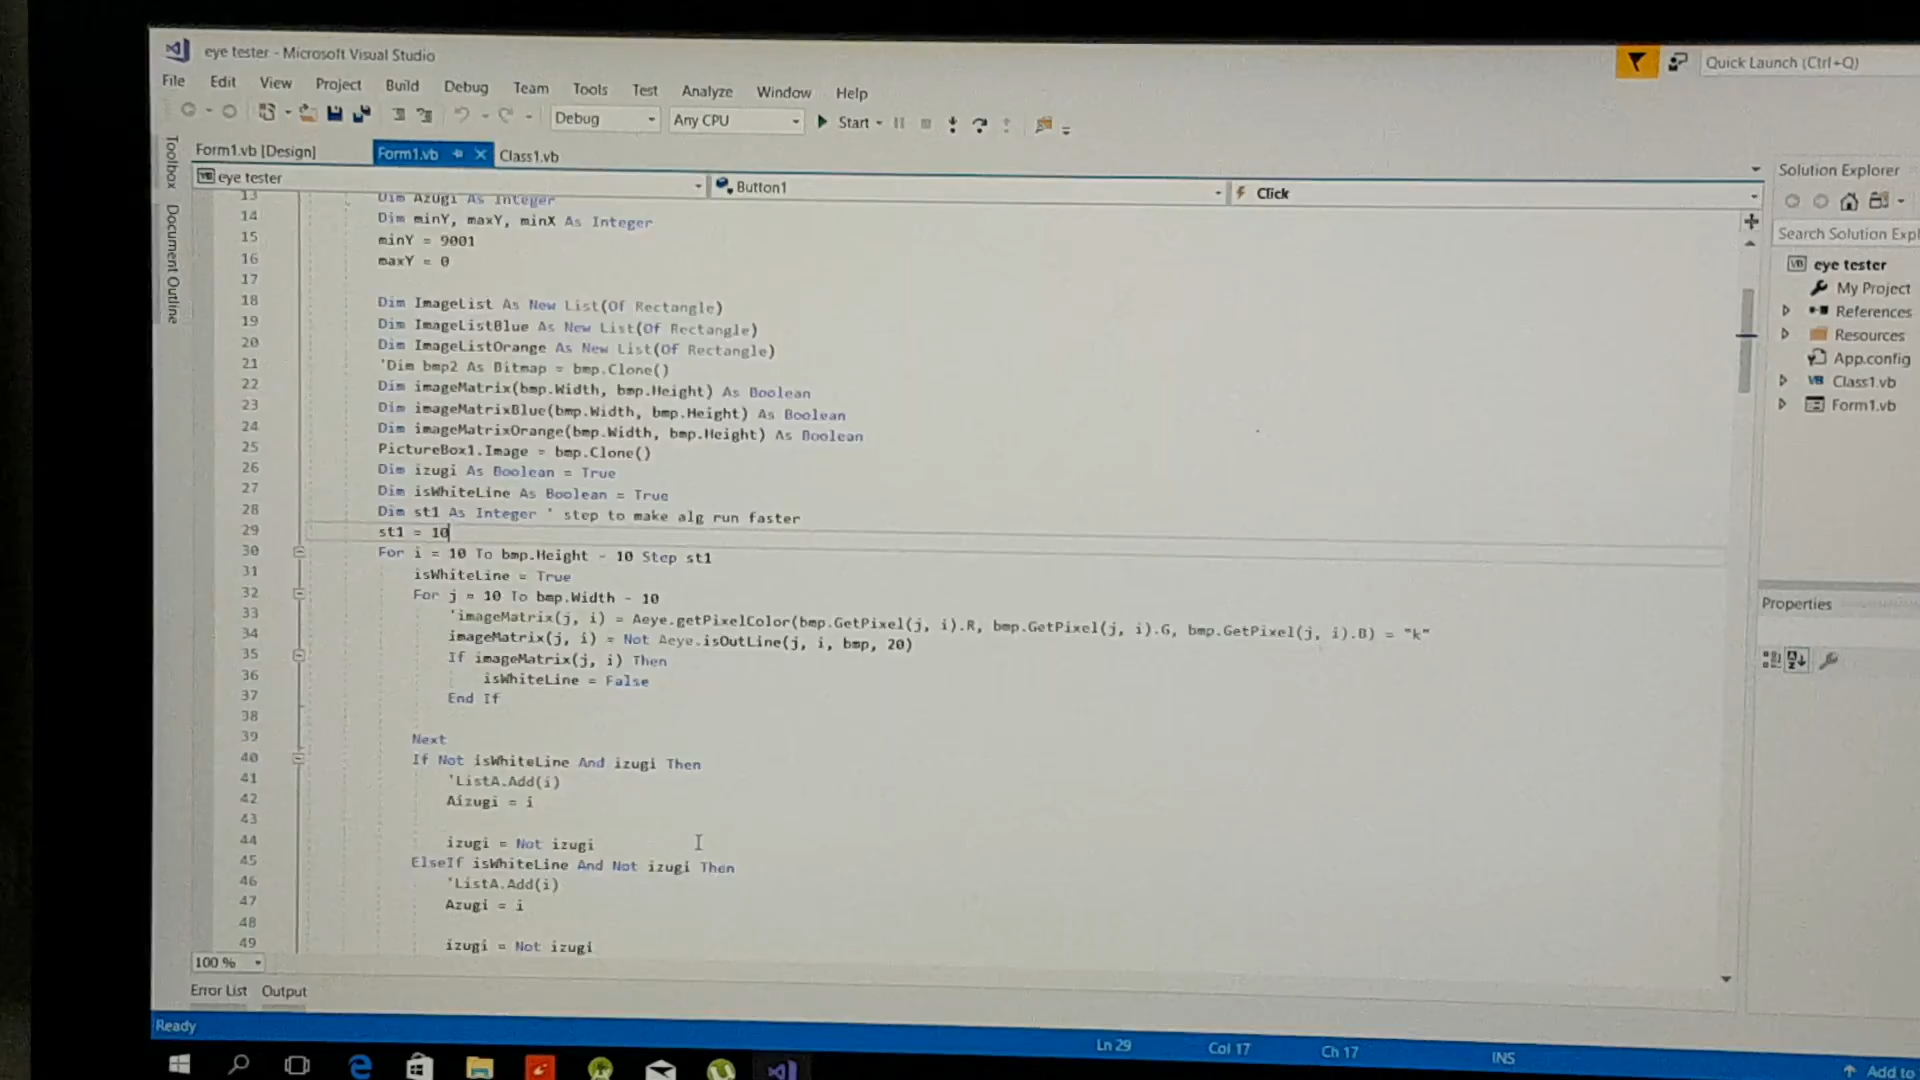 eye tester - Microsoft Visual Studio
Quick Launch (Ctrl+Q)
File Edit View Project Build Debug Team Tools Test Analyze Window Help
Debug Any CPU Start
Toolbox
Document Outline
Form1.vb [Design] Form1.vb Class1.vb
eye tester Button1 Click
13 Dim Azugi As Integer
14 Dim minY, maxY, minX As Integer
15 minY = 9001
16 maxY = 0
17
18 Dim ImageList As New List(Of Rectangle)
19 Dim ImageListBlue As New List(Of Rectangle)
20 Dim ImageListOrange As New List(Of Rectangle)
21 'Dim bmp2 As Bitmap = bmp.Clone()
22 Dim imageMatrix(bmp.Width, bmp.Height) As Boolean
23 Dim imageMatrixBlue(bmp.Width, bmp.Height) As Boolean
24 Dim imageMatrixOrange(bmp.Width, bmp.Height) As Boolean
25 PictureBox1.Image = bmp.Clone()
26 Dim izugi As Boolean = True
27 Dim isWhiteLine As Boolean = True
28 Dim st1 As Integer ' step to make alg run faster
29 st1 = 10
30 For i = 10 To bmp.Height - 10 Step st1
31 isWhiteLine = True
32 For j = 10 To bmp.Width - 10
33 'imageMatrix(j, i) = Aeye.getPixelColor(bmp.GetPixel(j, i).R, bmp.GetPixel(j, i).G, bmp.GetPixel(j, i).B) = "k"
34 imageMatrix(j, i) = Not Aeye.isOutLine(j, i, bmp, 20)
35 If imageMatrix(j, i) Then
36 isWhiteLine = False
37 End If
38
39 Next
40 If Not isWhiteLine And izugi Then
41 'ListA.Add(i)
42 Aizugi = i
43
44 izugi = Not izugi
45 ElseIf isWhiteLine And Not izugi Then
46 'ListA.Add(i)
47 Azugi = i
48
49 izugi = Not izugi
100 %
Error List Output
Ready
Ln 29 Col 17 Ch 17 INS
Add to
Solution Explorer
Search Solution Expl
eye tester
My Project
References
Resources
App.config
Class1.vb
Form1.vb
Properties